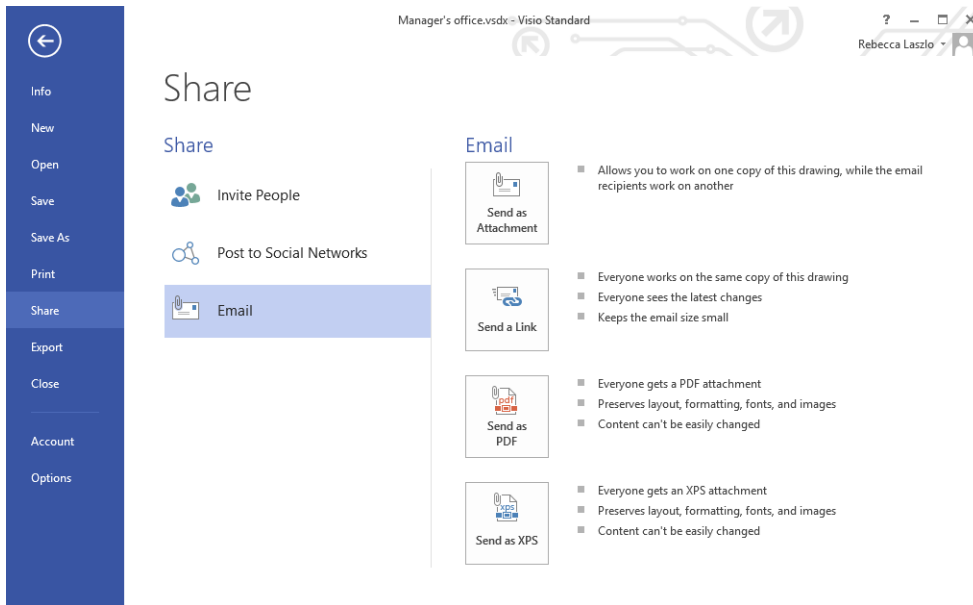 Manager's office.vsdx - Visio Standard
?
Rebecca Laszlo
Info
New
Open
Save
Save As
Print
Share
Export
Close
Account
Options
Share
Share
Invite People
Post to Social Networks
Email
Email
Send as
Attachment
Allows you to work on one copy of this drawing, while the email
recipients work on another
Send a Link
Everyone works on the same copy of this drawing
Everyone sees the latest changes
Keeps the email size small
pdf
Send as
PDF
Everyone gets a PDF attachment
Preserves layout, formatting, fonts, and images
Content can't be easily changed
xps
Send as XPS
Everyone gets an XPS attachment
Preserves layout, formatting, fonts, and images
Content can't be easily changed